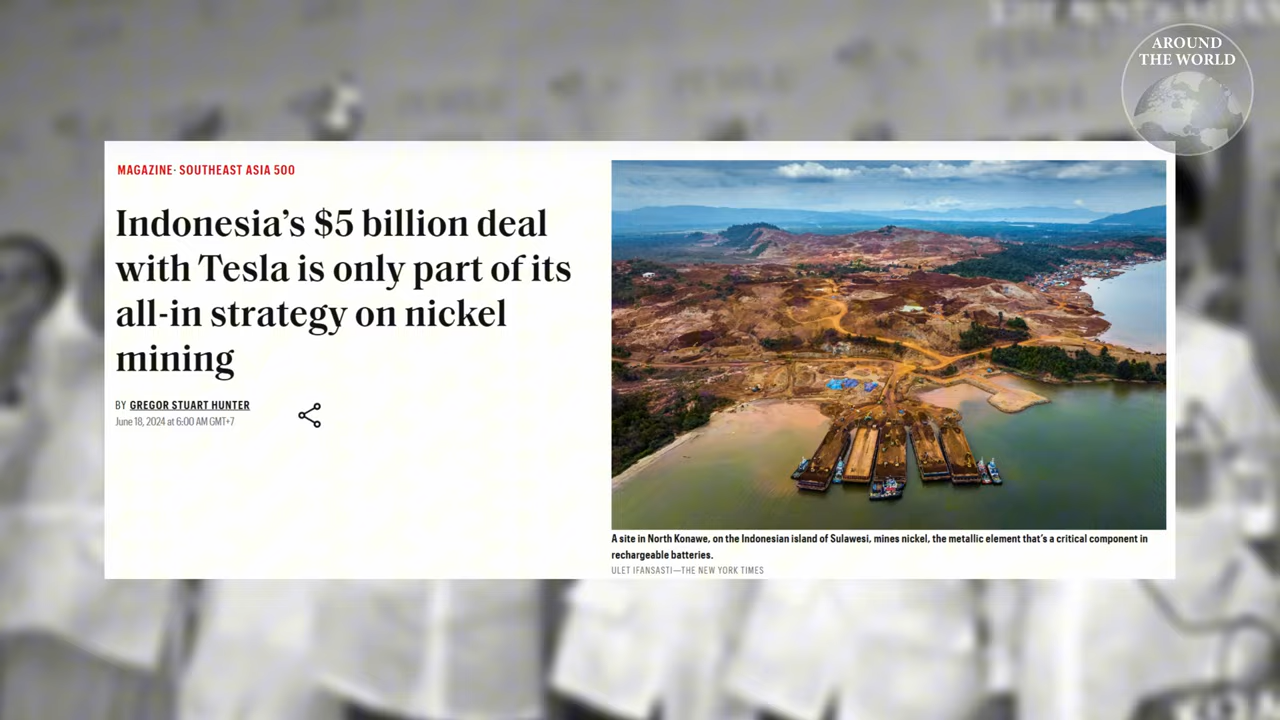 AROUND
THE WORLD
MAGAZINE· SOUTHEAST ASIA 500
Indonesia’s $5 billion deal
with Tesla is only part of its
all-in strategy on nickel
mining
BY GREGOR STUART HUNTER
June 18, 2024 at 6:00 AM GMT+7
A site in North Konawe, on the Indonesian island of Sulawesi, mines nickel, the metallic element that’s a critical component in
rechargeable batteries.
ULET IFANSASTI—THE NEW YORK TIMES